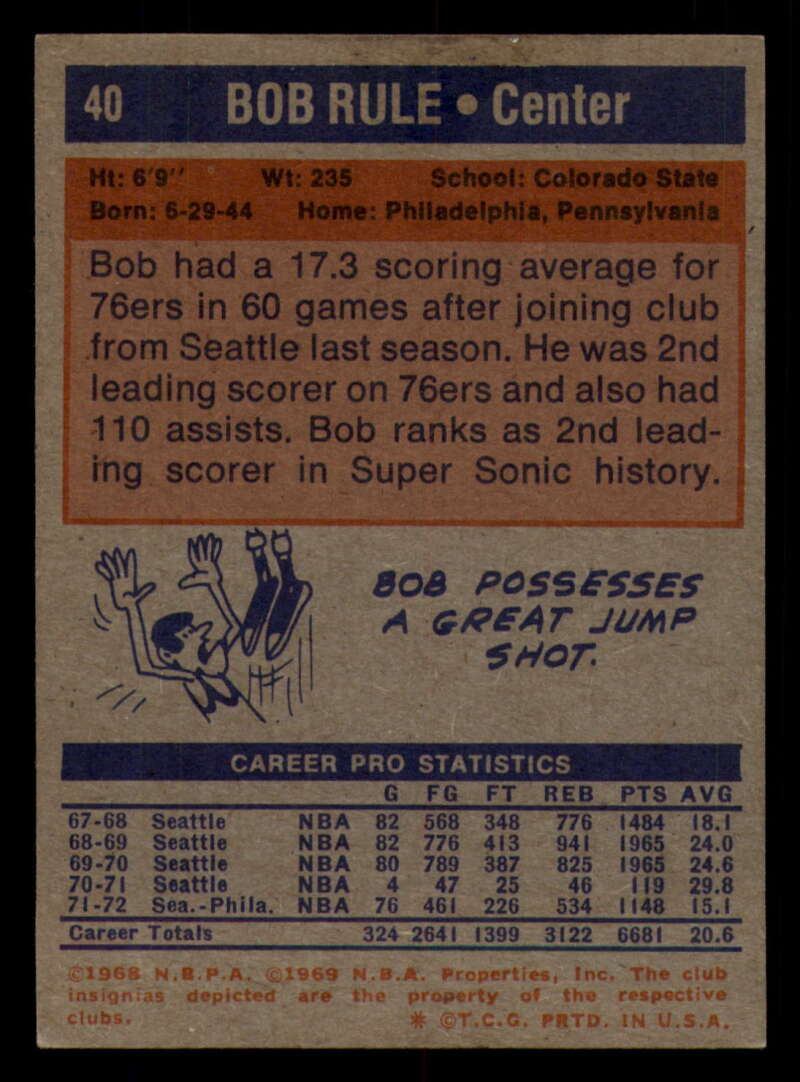 40 BOB RULE • Center
Ht: 6'9'' Wt: 235 School: Colorado State
Born: 6-29-44 Home: Philadelphia, Pennsylvania
Bob had a 17.3 scoring average for
76ers in 60 games after joining club
from Seattle last season. He was 2nd
leading scorer on 76ers and also had
110 assists. Bob ranks as 2nd lead-
ing scorer in Super Sonic history.
BOB POSSESSES
A GREAT JUMP
SHOT.
CAREER PRO STATISTICS
G FG FT REB PTS AVG
67-68 Seattle NBA 82 568 348 776 1484 18.1
68-69 Seattle NBA 82 776 413 941 1965 24.0
69-70 Seattle NBA 80 789 387 825 1965 24.6
70-71 Seattle NBA 4 47 25 46 119 29.8
71-72 Sea.-Phila. NBA 76 461 226 534 1148 15.1
Career Totals 324 2641 1399 3122 6681 20.6
©1968 N.B.P.A. ©1969 N.B.A. Properties, Inc. The club
insignias depicted are the property of the respective
clubs. * ©T.C.G. PRTD. IN U.S.A.